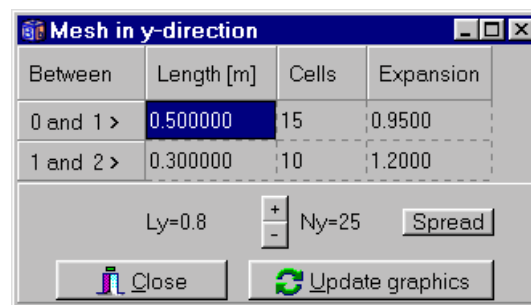 Mesh in y-direction
Between Length [m] Cells Expansion
0 and 1 > 0.500000 15 0.9500
1 and 2 > 0.300000 10 1.2000
Ly=0.8 + - Ny=25 Spread
Close Update graphics